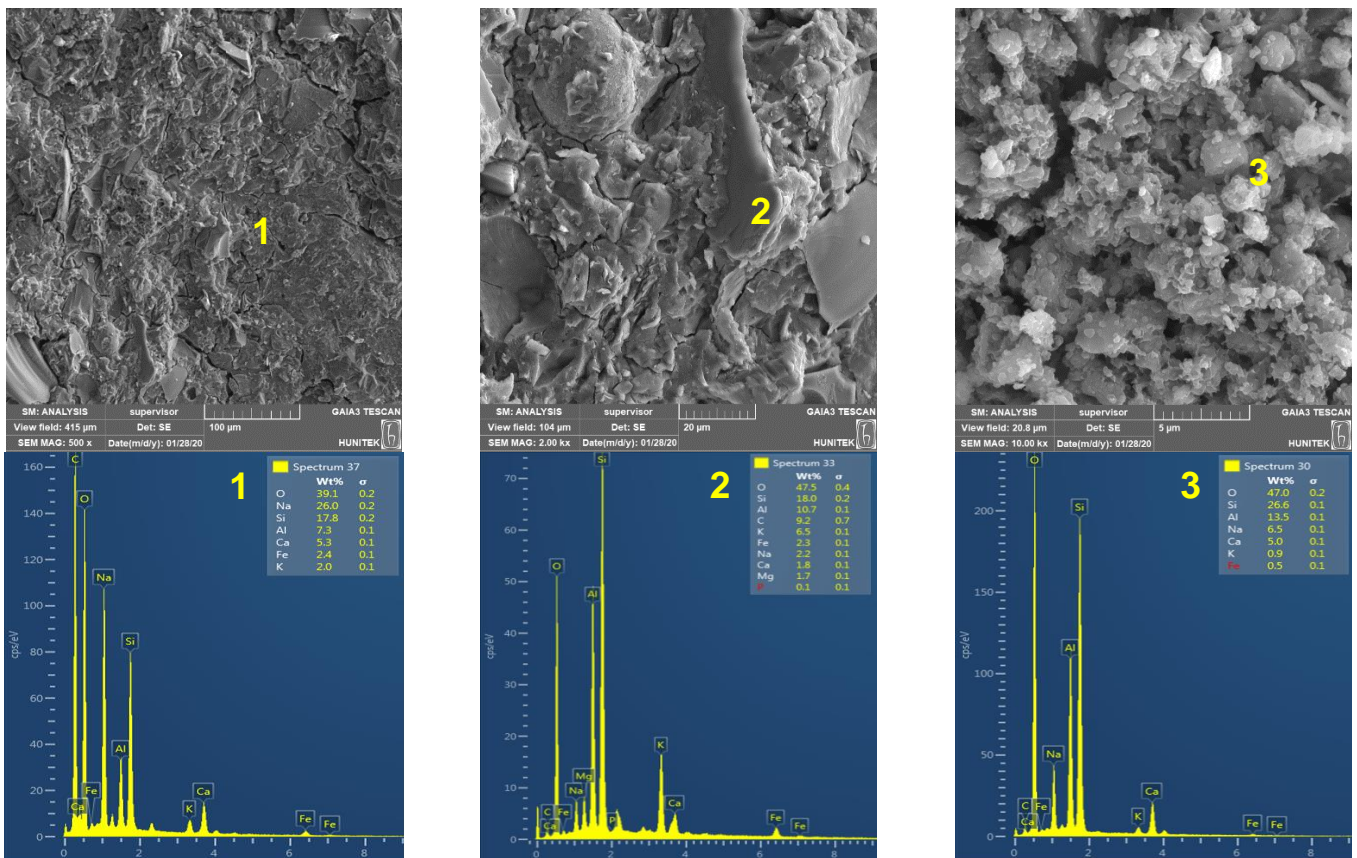 1
SM: ANALYSIS supervisor GAIA3 TESCAN
View field: 415 µm Det: SE 100 µm
SEM MAG: 500 x Date(m/d/y): 01/28/20 HUNITEK
2
SM: ANALYSIS supervisor GAIA3 TESCAN
View field: 104 µm Det: SE 20 µm
SEM MAG: 2.00 kx Date(m/d/y): 01/28/20 HUNITEK
3
SM: ANALYSIS supervisor GAIA3 TESCAN
View field: 20.8 µm Det: SE 5 µm
SEM MAG: 10.00 kx Date(m/d/y): 01/28/20 HUNITEK
1
Spectrum 37
Wt% σ
O 39.1 0.2
Na 26.0 0.2
Si 17.8 0.2
Al 7.3 0.1
Ca 5.3 0.1
Fe 2.4 0.1
K 2.0 0.1
cps/eV
160
140
120
100
80
60
40
20
0
C
O
Na
Si
Al
Fe
Ca
K
Ca
Fe
Fe
0 2 4 6 8
2
Spectrum 33
Wt% σ
O 47.5 0.4
Si 18.0 0.2
Al 10.7 0.1
C 9.2 0.7
K 6.5 0.1
Fe 2.3 0.1
Na 2.2 0.1
Ca 1.8 0.1
Mg 1.7 0.1
P 0.1 0.1
cps/eV
70
60
50
40
30
20
10
0
Si
O
Al
K
Mg
Na
C
Fe
Ca
P
Ca
Fe
Fe
0 2 4 6 8
3
Spectrum 30
Wt% σ
O 47.0 0.2
Si 26.6 0.1
Al 13.5 0.1
Na 6.5 0.1
Ca 5.0 0.1
K 0.9 0.1
Fe 0.5 0.1
cps/eV
200
150
100
50
0
O
Si
Al
Na
C
Fe
Ca
K
Ca
Fe
Fe
0 2 4 6 8